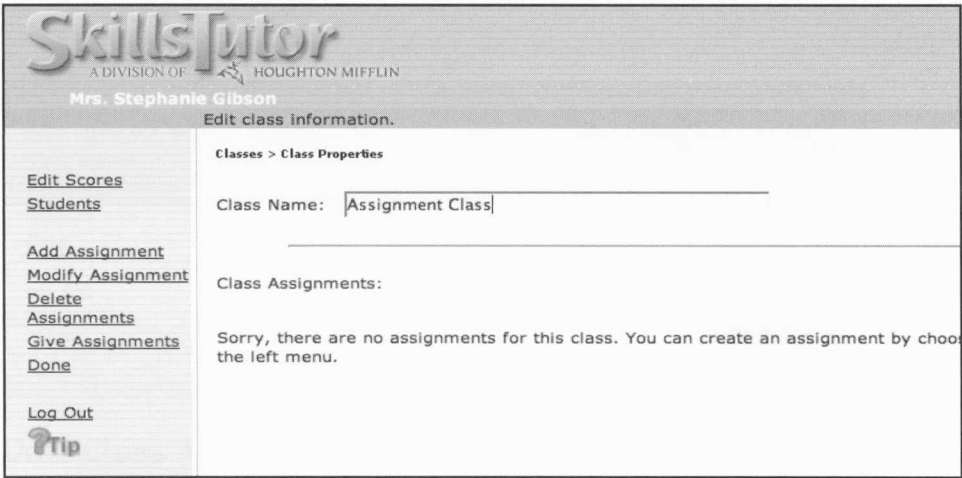 SkillsTutor
A DIVISION OF HOUGHTON MIFFLIN
Mrs. Stephanie Gibson
Edit class information.
Classes > Class Properties
Edit Scores
Students
Class Name: Assignment Class
Add Assignment
Modify Assignment
Delete
Assignments
Give Assignments
Done
Class Assignments:
Sorry, there are no assignments for this class. You can create an assignment by
the left menu.
Log Out
?Tip